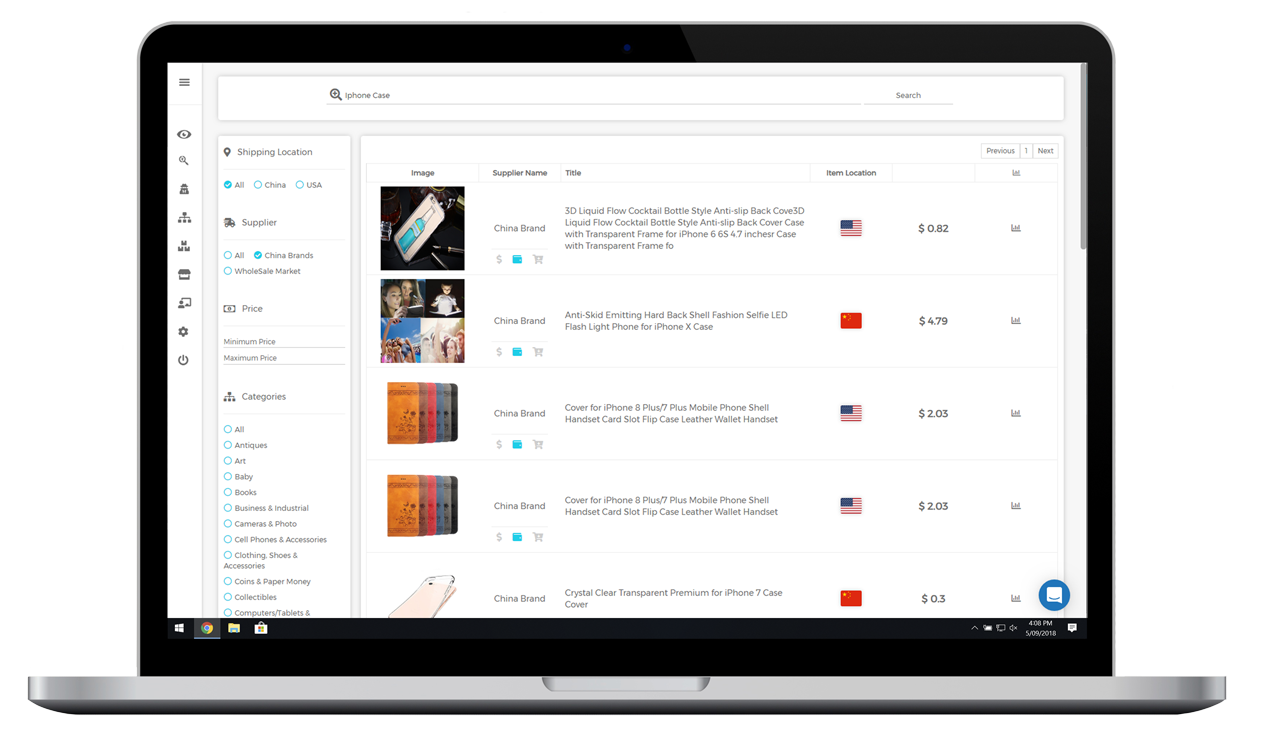 Iphone Case
Search
Shipping Location
All
China
USA
Supplier
All
China Brands
WholeSale Market
Price
Minimum Price
Maximum Price
Categories
All
Antiques
Art
Baby
Books
Business & Industrial
Cameras & Photo
Cell Phones & Accessories
Clothing, Shoes &
Accessories
Coins & Paper Money
Collectibles
Computers/Tablets &
Previous
1
Next
Image
Supplier Name
Title
Item Location
China Brand
3D Liquid Flow Cocktail Bottle Style Anti-slip Back Cove3D
Liquid Flow Cocktail Bottle Style Anti-slip Back Cover Case
with Transparent Frame for iPhone 6 6S 4.7 inchesr Case
with Transparent Frame fo
$ 0.82
China Brand
Anti-Skid Emitting Hard Back Shell Fashion Selfie LED
Flash Light Phone for iPhone X Case
$ 4.79
China Brand
Cover for iPhone 8 Plus/7 Plus Mobile Phone Shell
Handset Card Slot Flip Case Leather Wallet Handset
$ 2.03
China Brand
Cover for iPhone 8 Plus/7 Plus Mobile Phone Shell
Handset Card Slot Flip Case Leather Wallet Handset
$ 2.03
China Brand
Crystal Clear Transparent Premium for iPhone 7 Case
Cover
$ 0.3
4:08 PM
5/09/2018